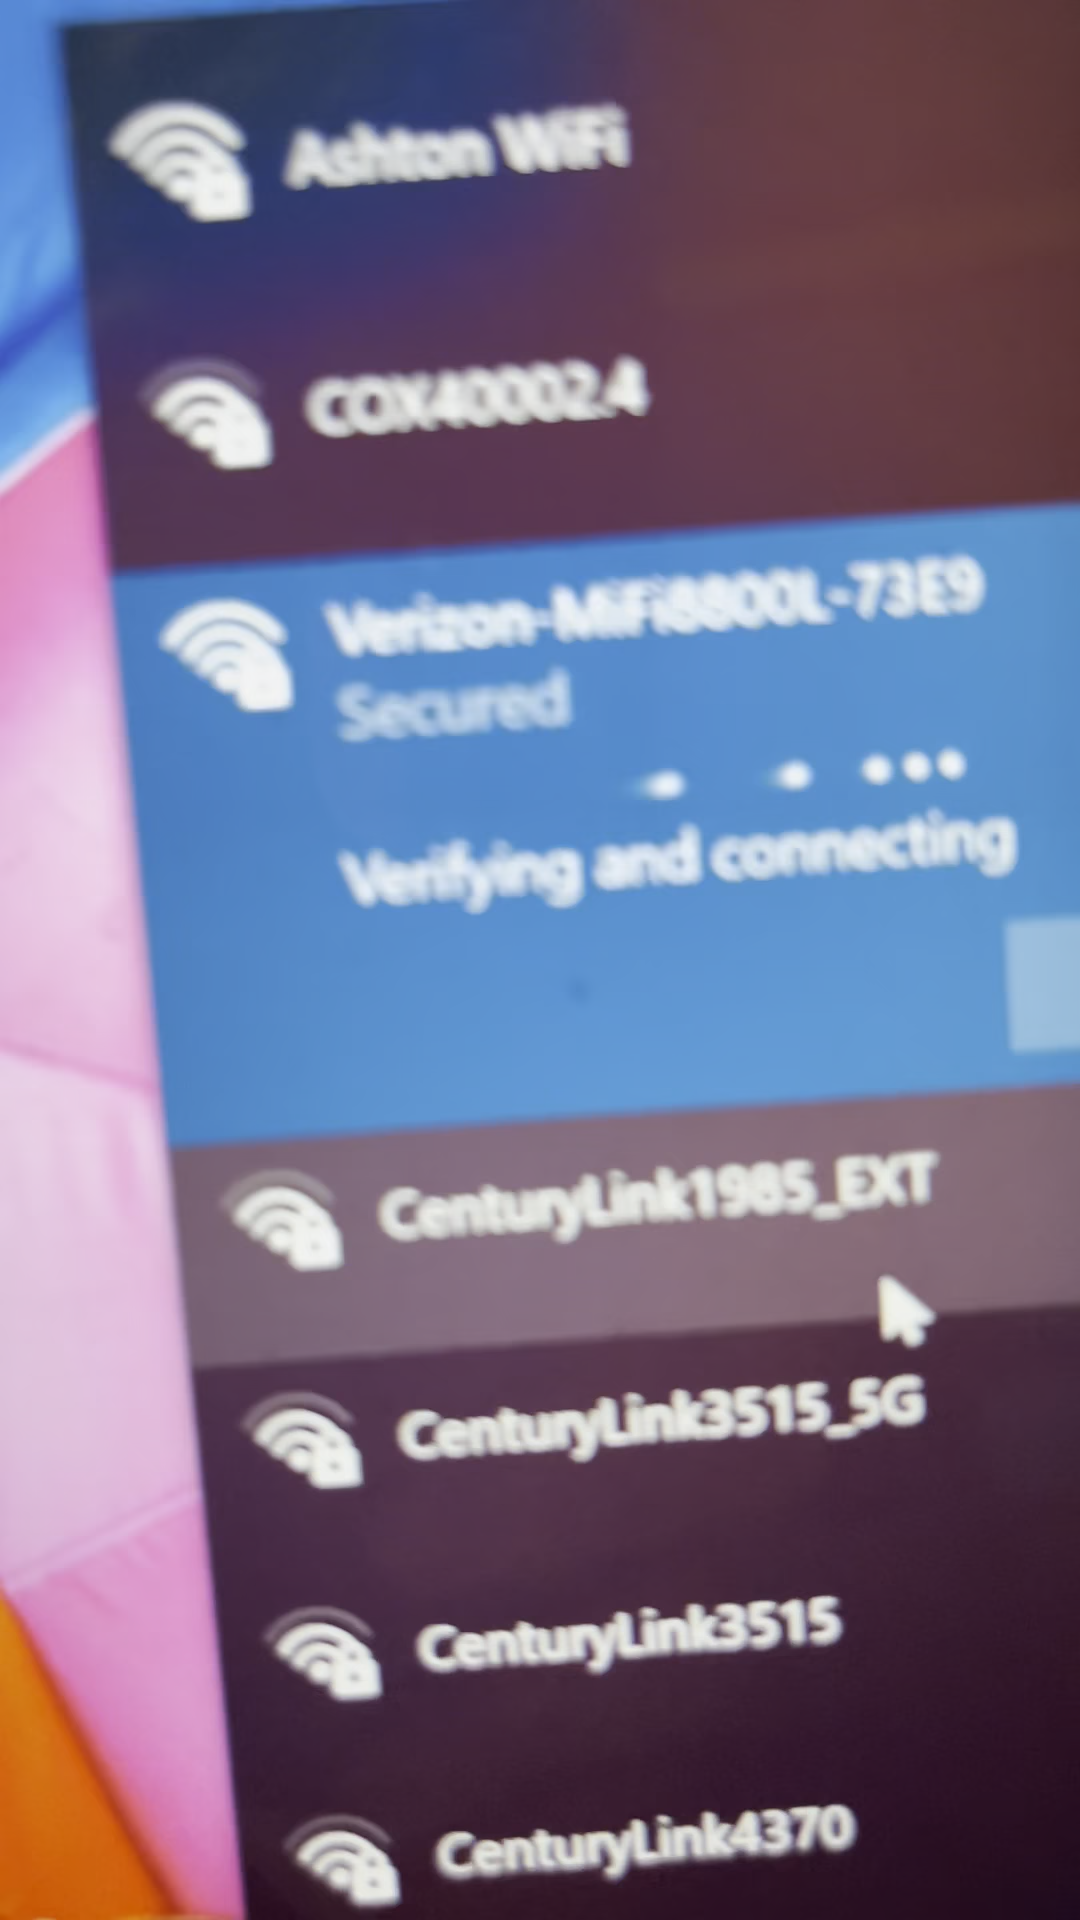 Ashton WiFi
COX40002.4
Verizon-MiFi8800L-73E9
Secured
Verifying and connecting
CenturyLink1985_EXT
CenturyLink3515_5G
CenturyLink3515
CenturyLink4370